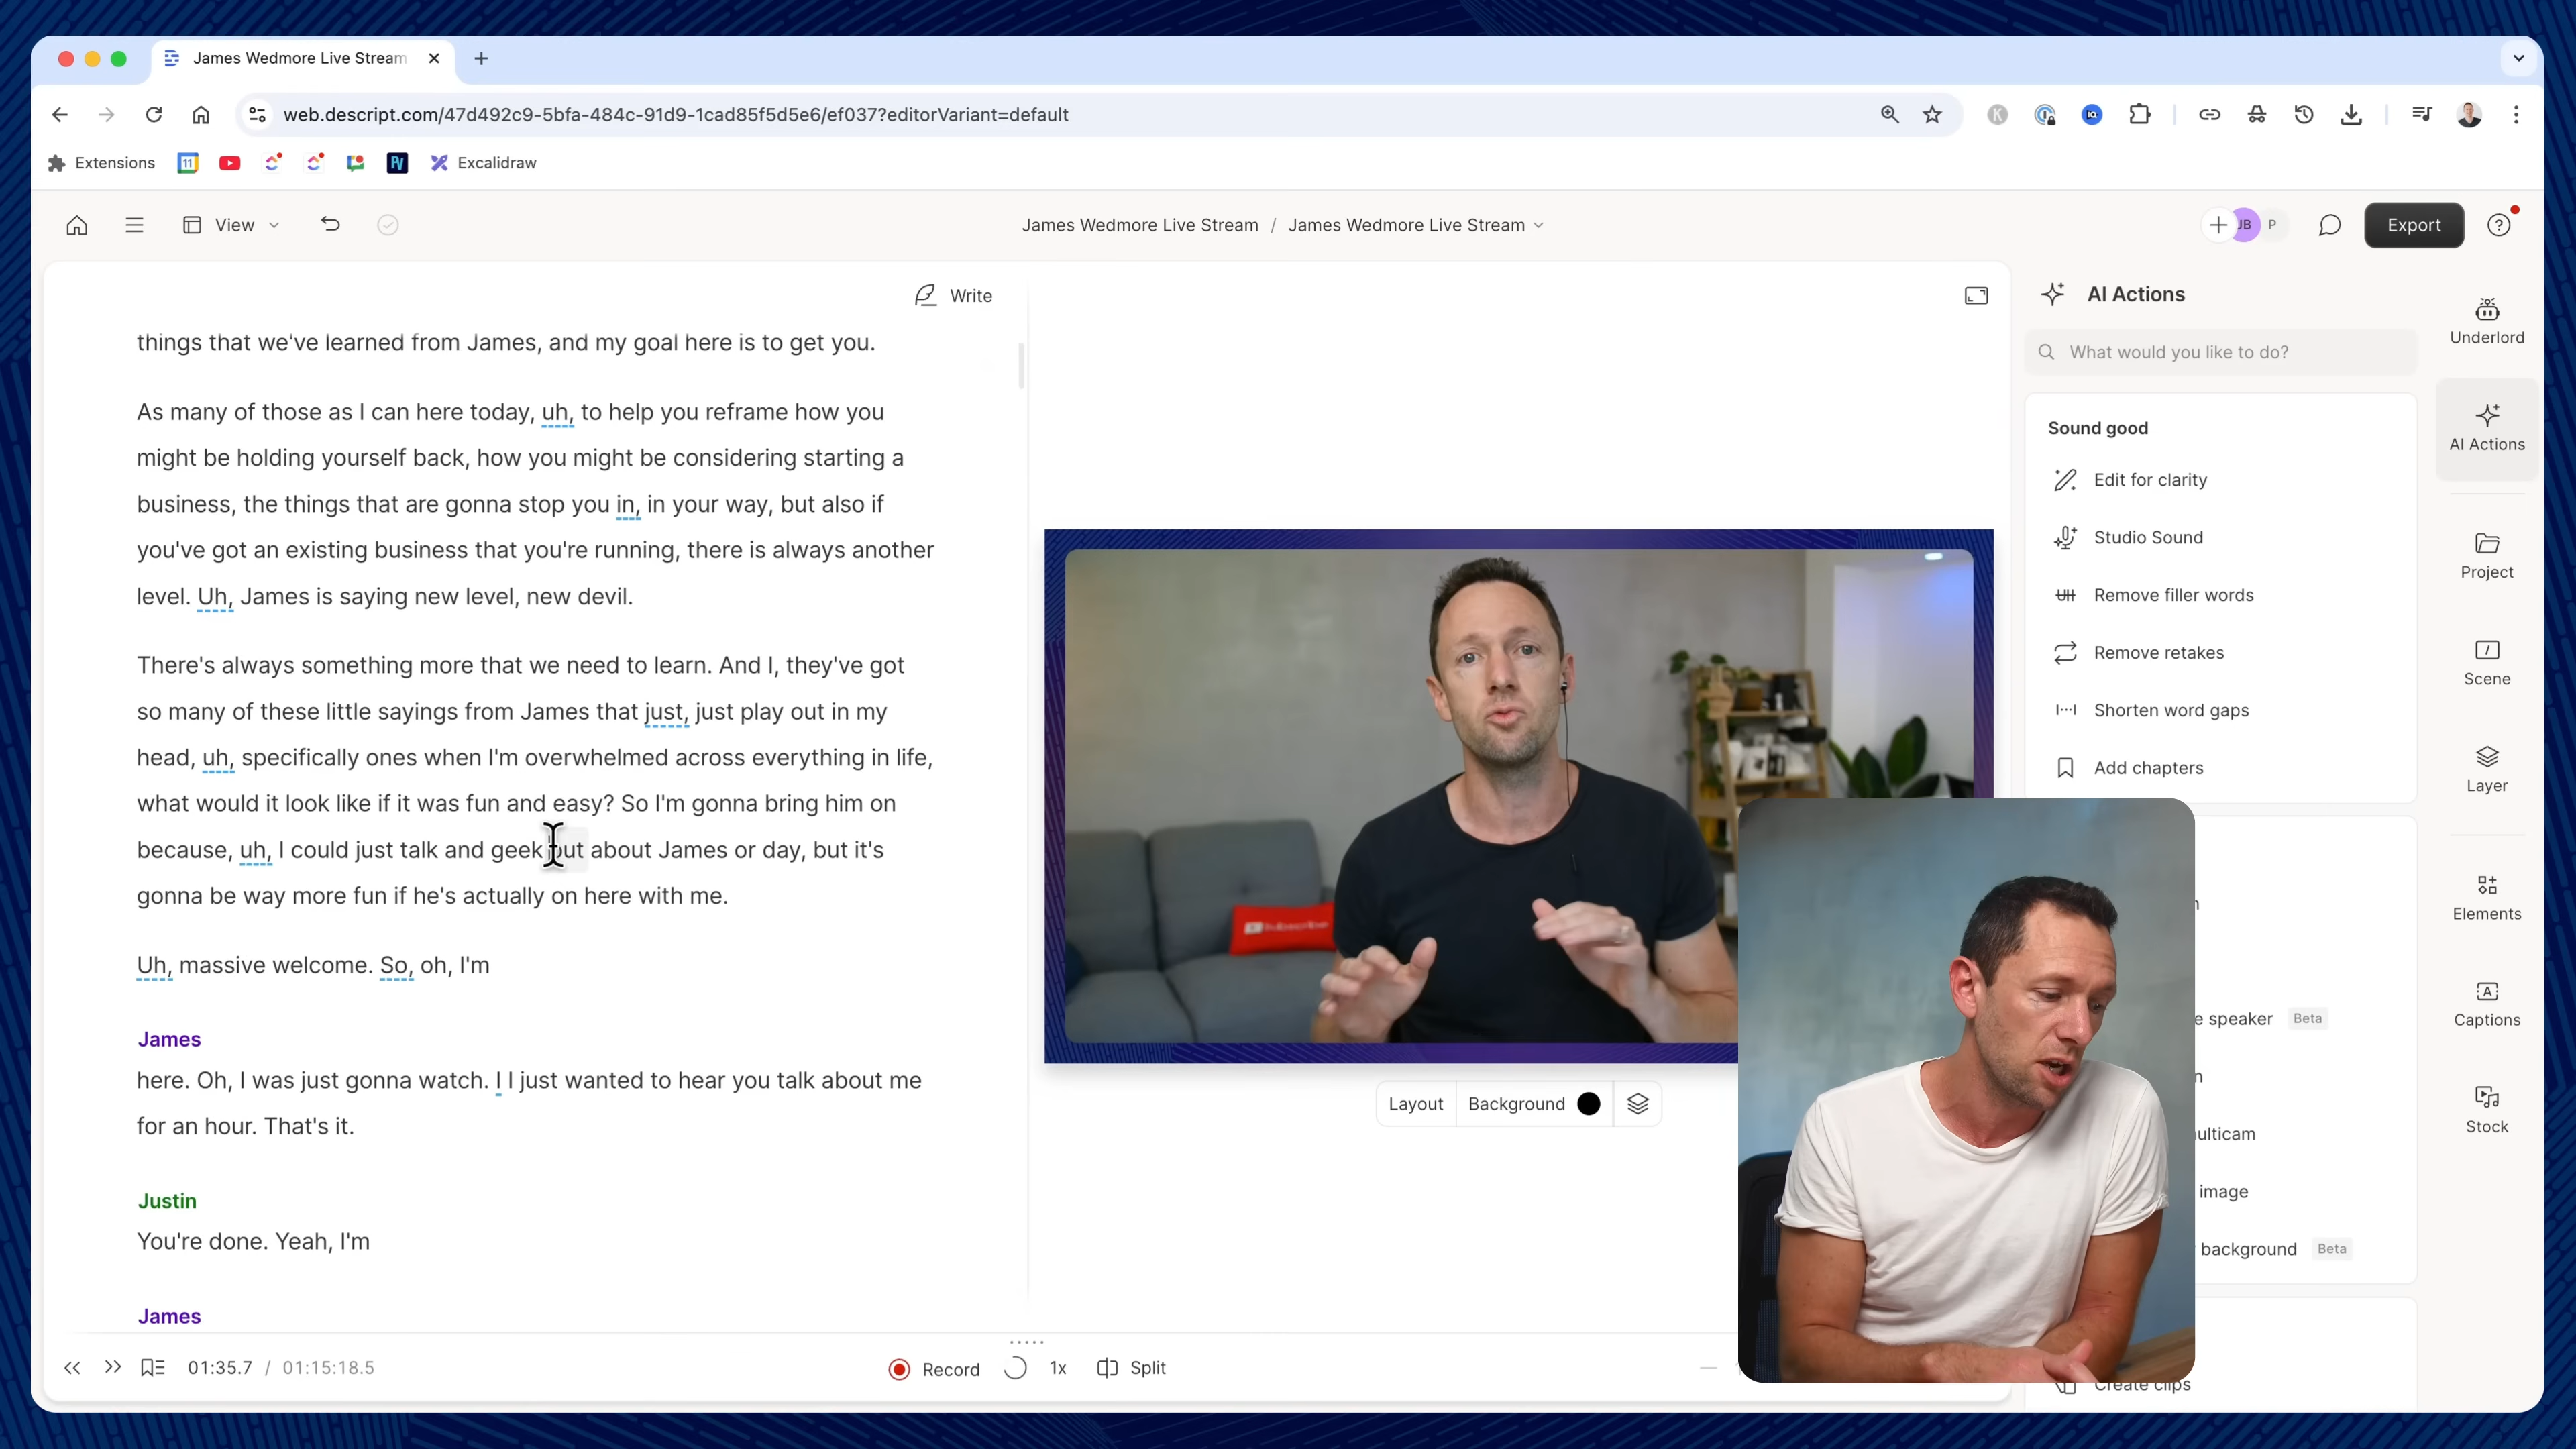 James Wedmore Live Stream
web.descript.com/47d492c9-5bfa-484c-91d9-1cad85f5d5e6/ef037?editorVariant=default
Extensions
11
PV
Excalidraw
View
James Wedmore Live Stream / James Wedmore Live Stream
JB
P
Export
Write
things that we've learned from James, and my goal here is to get you.
As many of those as I can here today, uh, to help you reframe how you
might be holding yourself back, how you might be considering starting a
business, the things that are gonna stop you in, in your way, but also if
you've got an existing business that you're running, there is always another
level. Uh, James is saying new level, new devil.
There's always something more that we need to learn. And I, they've got
so many of these little sayings from James that just, just play out in my
head, uh, specifically ones when I'm overwhelmed across everything in life,
what would it look like if it was fun and easy? So I'm gonna bring him on
because, uh, I could just talk and geek out about James or day, but it's
gonna be way more fun if he's actually on here with me.
Uh, massive welcome. So, oh, I'm
James
here. Oh, I was just gonna watch. I I just wanted to hear you talk about me
for an hour. That's it.
Justin
You're done. Yeah, I'm
James
Subscribe
Layout
Background
01:35.7 / 01:15:18.5
Record
1x
Split
AI Actions
What would you like to do?
Sound good
Edit for clarity
Studio Sound
UH Remove filler words
Remove retakes
Shorten word gaps
Add chapters
e speaker Beta
ulticam
image
background Beta
Create clips
Underlord
AI Actions
Project
Scene
Layer
Elements
Captions
Stock